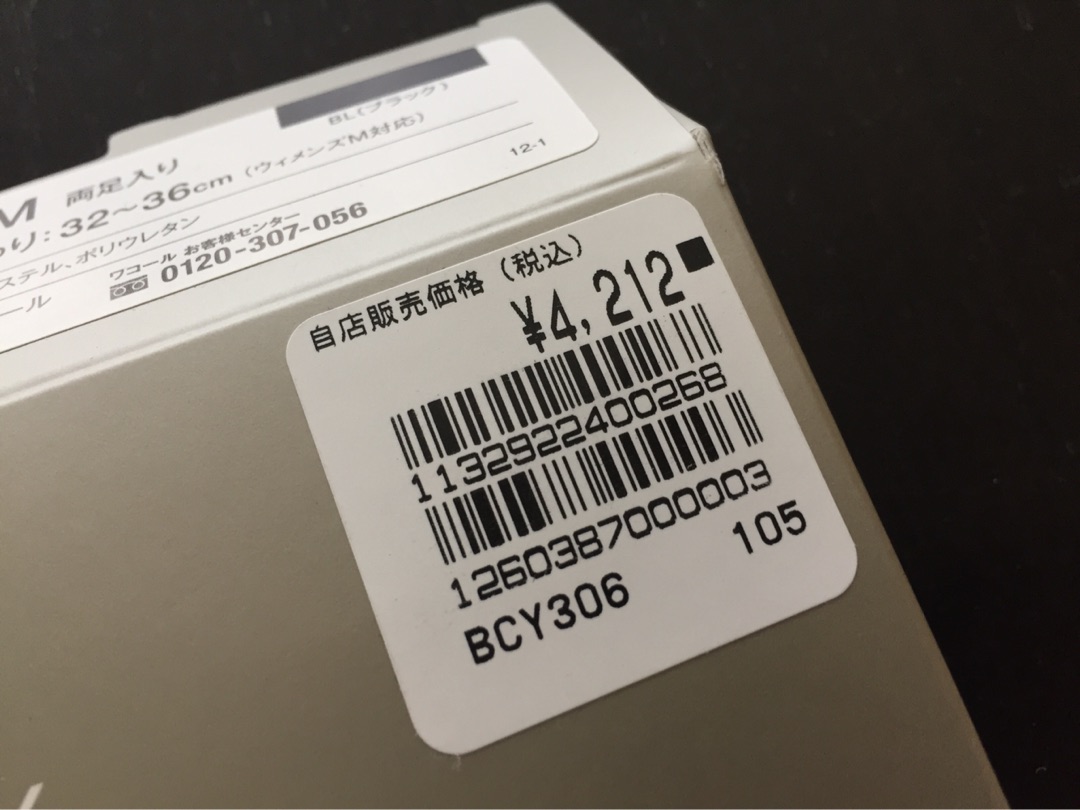 BL(ブラック)
M 両足入り
り:32〜36cm (ウィメンズM対応)
ステル、ポリウレタン
12-1
ワコール お客様センター
ール
0120-307-056
自店販売価格 (税込)
¥4,212
1132922400268
1260387000003
105
BCY306